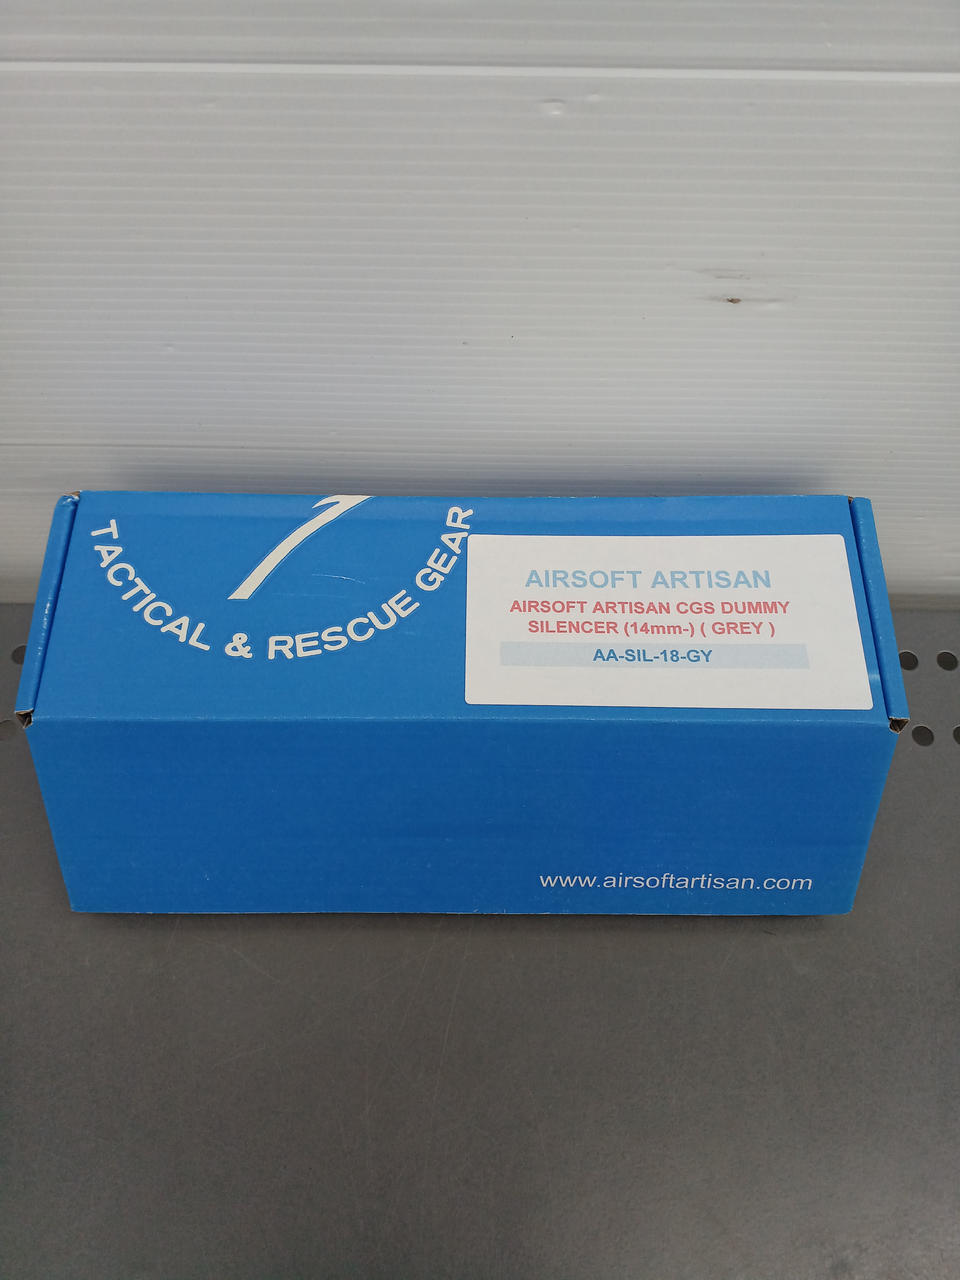 TACTICAL & RESCUE GEAR
AIRSOFT ARTISAN
AIRSOFT ARTISAN CGS DUMMY
SILENCER (14mm-) ( GREY )
AA-SIL-18-GY
www.airsoftartisan.com